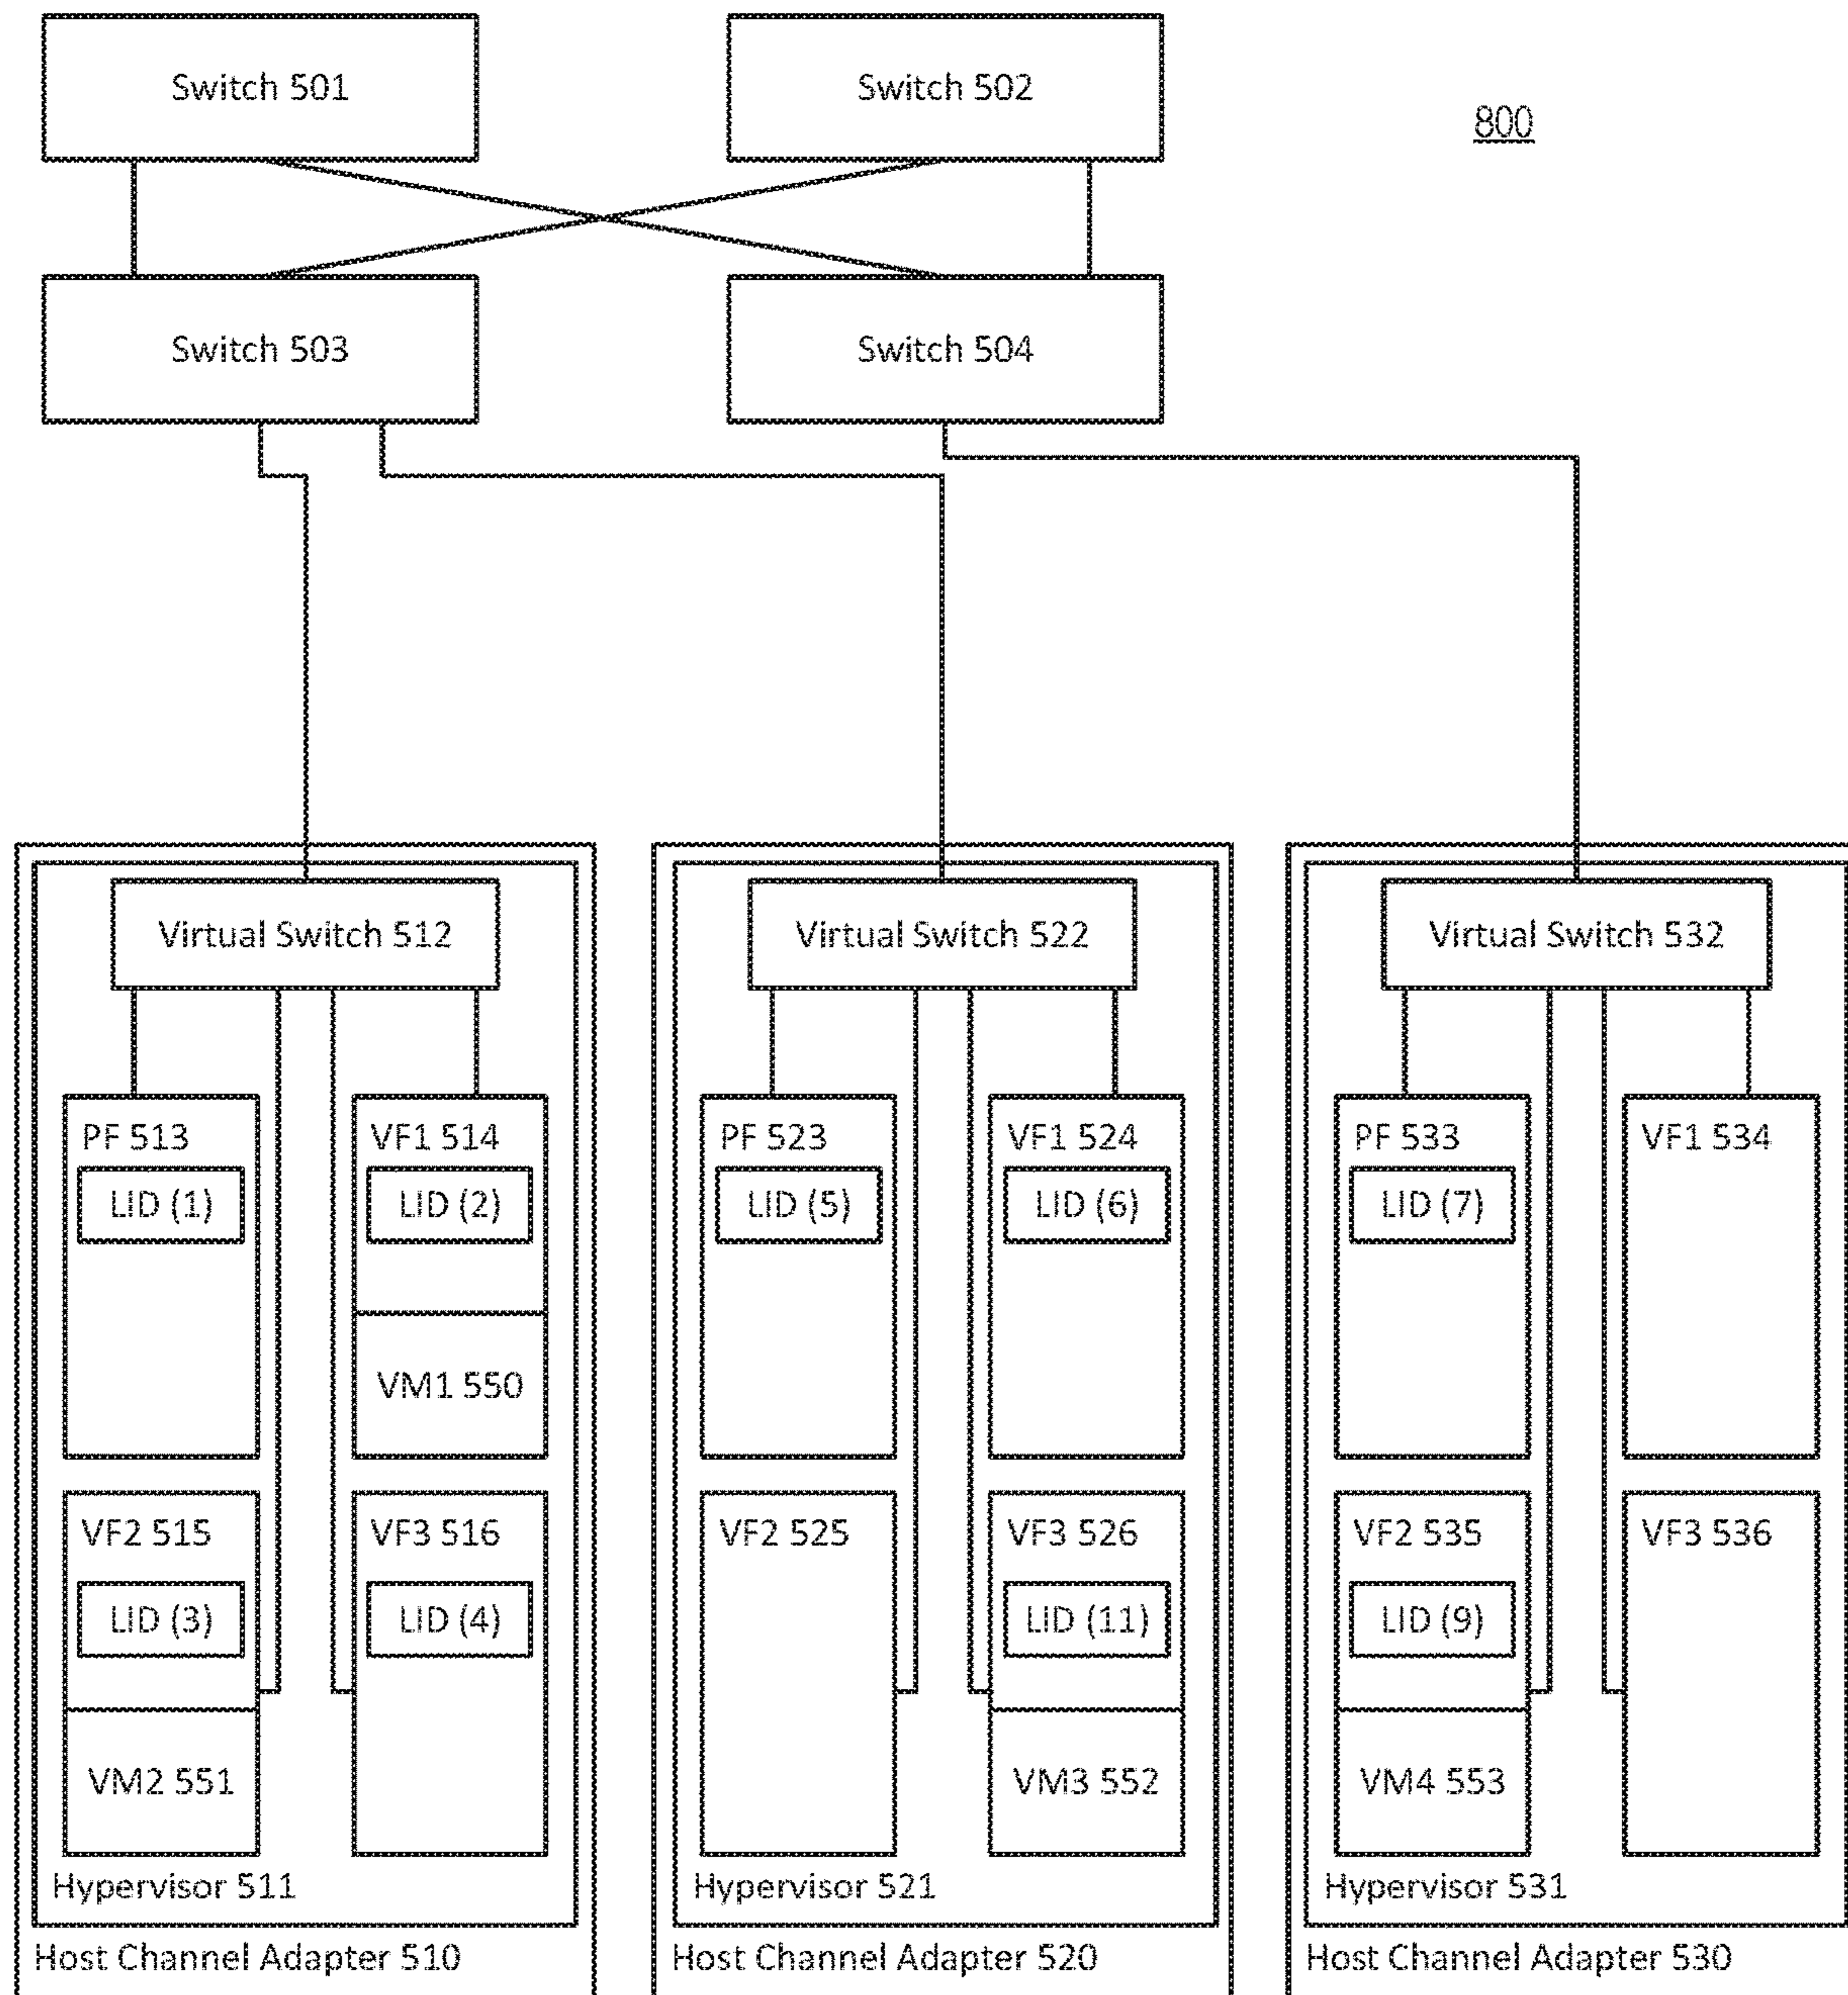 Switch 501
Switch 502
800
Switch 503
Switch 504
Virtual Switch 512
Virtual Switch 522
Virtual Switch 532
PF 513
LID (1)
VF1 514
LID (2)
VM1 550
PF 523
LID (5)
VF1 524
LID (6)
PF 533
LID (7)
VF1 534
VF2 515
LID (3)
VM2 551
VF3 516
LID (4)
VF2 525
VF3 526
LID (11)
VM3 552
VF2 535
LID (9)
VM4 553
VF3 536
Hypervisor 511
Hypervisor 521
Hypervisor 531
Host Channel Adapter 510
Host Channel Adapter 520
Host Channel Adapter 530